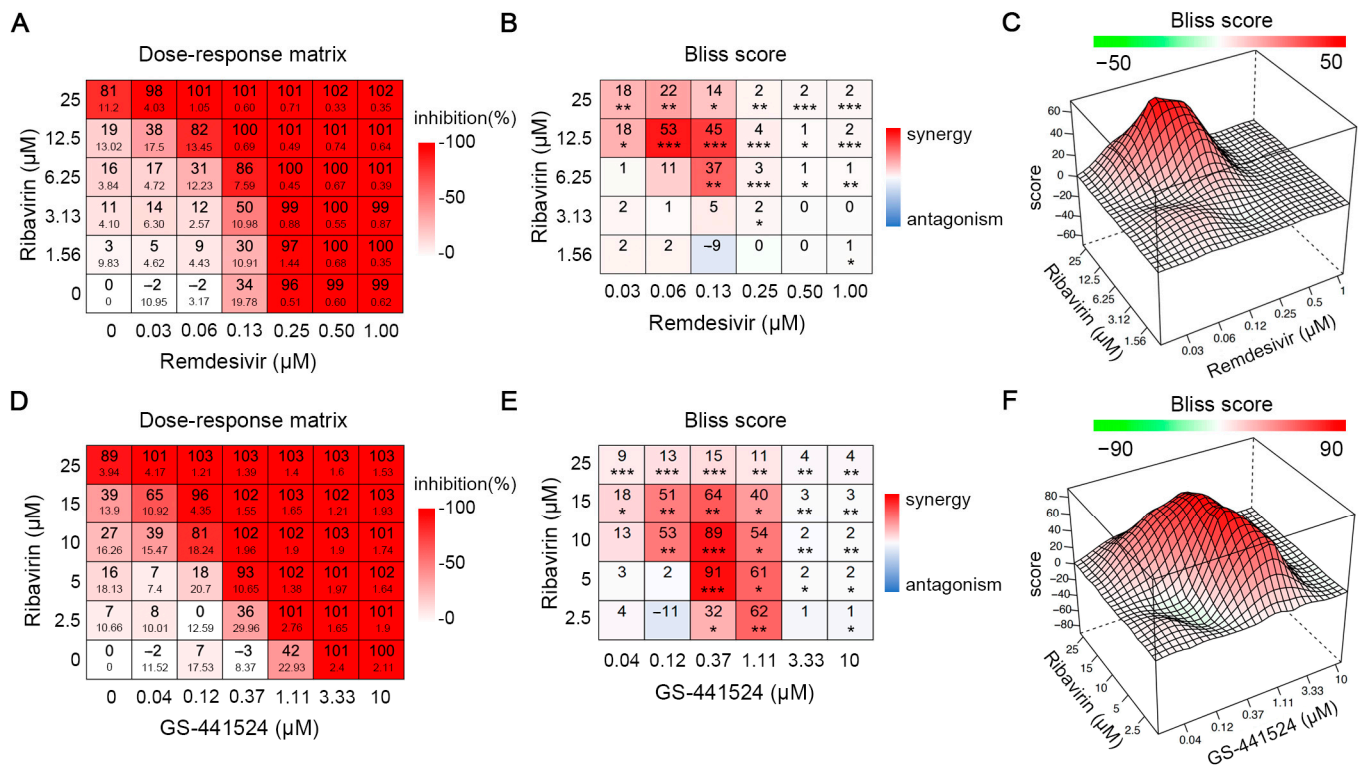 A
Dose-response matrix
Ribavirin (μM)
25
81 98 101 101 101 102 102
11.2 4.03 1.05 0.60 0.71 0.33 0.35
12.5
19 38 82 100 101 101 101
13.02 17.5 13.45 0.69 0.49 0.74 0.64
6.25
16 17 31 86 100 100 101
3.84 4.72 12.23 7.59 0.45 0.67 0.39
3.13
11 14 12 50 99 100 99
4.10 6.30 2.57 10.98 0.88 0.55 0.87
1.56
3 5 9 30 97 100 100
9.83 4.62 4.43 10.91 1.44 0.68 0.35
0
0 −2 −2 34 96 99 99
0 10.95 3.17 19.78 0.51 0.60 0.62
0 0.03 0.06 0.13 0.25 0.50 1.00
Remdesivir (μM)
inhibition(%)
-100
-50
-0
B
Bliss score
Ribavirin (μM)
25
18 22 14 2 2 2
** ** * ** *** ***
12.5
18 53 45 4 1 2
* *** *** *** * ***
6.25
1 11 37 3 1 1
** *** * **
3.13
2 1 5 2 0 0
*
1.56
2 2 −9 0 0 1
*
0.03 0.06 0.13 0.25 0.50 1.00
Remdesivir (μM)
synergy
antagonism
C
Bliss score
−50 50
score
60
40
20
0
−20
−40
−60
25
12.5
6.25
3.12
1.56
Ribavirin (μM)
0.03
0.06
0.12
0.25
0.5
1
Remdesivir (μM)
D
Dose-response matrix
Ribavirin (μM)
25
89 101 103 103 103 103 103
3.94 4.17 1.21 1.39 1.4 1.6 1.53
15
39 65 96 102 103 102 102
13.9 10.92 4.35 1.55 1.65 1.21 1.93
10
27 39 81 102 103 103 101
16.26 15.47 18.24 1.96 1.9 1.9 1.74
5
16 7 18 93 102 101 102
18.13 7.4 20.7 10.65 1.38 1.97 1.64
2.5
7 8 0 36 101 101 101
10.66 10.01 12.59 29.96 2.76 1.65 1.9
0
0 −2 7 −3 42 101 100
0 11.52 17.53 8.37 22.93 2.4 2.11
0 0.04 0.12 0.37 1.11 3.33 10
GS-441524 (μM)
inhibition(%)
-100
-50
-0
E
Bliss score
Ribavirin (μM)
25
9 13 15 11 4 4
*** *** *** ** ** **
15
18 51 64 40 3 3
* ** ** * ** **
10
13 53 89 54 2 2
** *** * ** **
5
3 2 91 61 2 2
*** * * *
2.5
4 −11 32 62 1 1
* ** *
0.04 0.12 0.37 1.11 3.33 10
GS-441524 (μM)
synergy
antagonism
F
Bliss score
−90 90
score
80
60
40
20
0
−20
−40
−60
−80
25
15
10
5
2.5
Ribavirin (μM)
0.04
0.12
0.37
1.11
3.33
10
GS-441524 (μM)